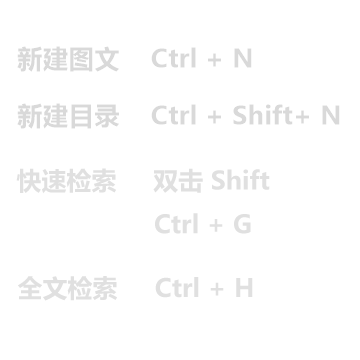 新建图文 Ctrl + N
新建目录 Ctrl + Shift+ N
快速检索 双击 Shift
Ctrl + G
全文检索 Ctrl + H